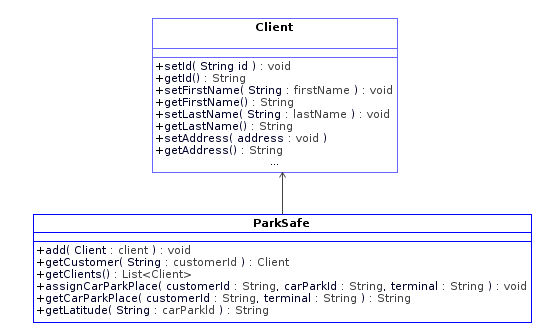 Client
+setId( String id ) : void
+getId() : String
+setFirstName( String : firstName ) : void
+getFirstName() : String
+setLastName( String : lastName ) : void
+getLastName() : String
+setAddress( address : void )
+getAddress() : String
...
ParkSafe
+add( Client : client ) : void
+getCustomer( String : customerId ) : Client
+getClients() : List<Client>
+assignCarParkPlace( customerId : String, carParkId : String, terminal : String ) : void
+getCarParkPlace( customerId : String, terminal : String ) : String
+getLatitude( String : carParkId ) : String